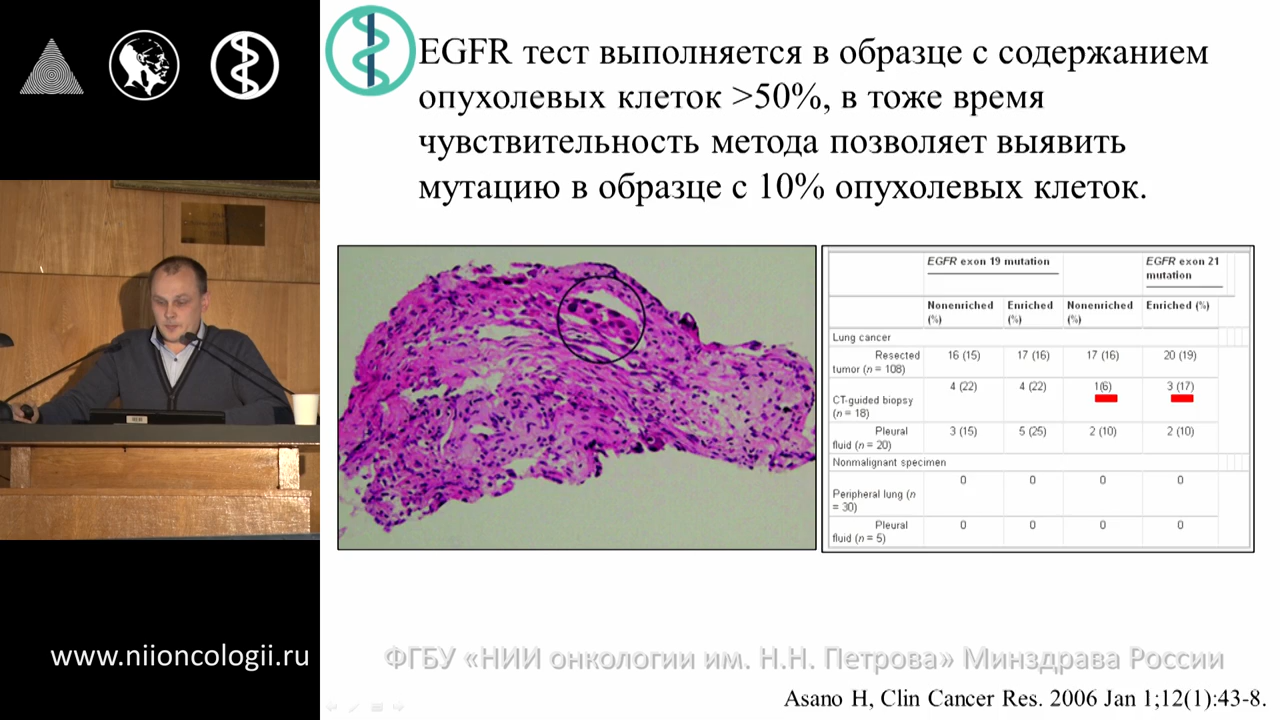 EGFR тест выполняется в образце с содержанием
опухолевых клеток >50%, в тоже время
чувствительность метода позволяет выявить
мутацию в образце с 10% опухолевых клеток.
EGFR exon 19 mutation EGFR exon 21
mutation
Nonenriched Enriched Nonenriched Enriched (%)
(%) (%) (%)
Lung cancer
Resected 16 (15) 17 (16) 17 (16) 20 (19)
tumor (n = 108)
4 (22) 4 (22) 1(6) 3 (17)
CT-guided biopsy
(n = 18)
Pleural 3 (15) 5 (25) 2 (10) 2 (10)
fluid (n = 20)
Nonmalignant specimen
0 0 0 0
Peripheral lung (n
= 30)
Pleural 0 0 0 0
fluid (n = 5)
www.niioncologii.ru
ФГБУ «НИИ онкологии им. Н.Н. Петрова» Минздрава России
Asano H, Clin Cancer Res. 2006 Jan 1;12(1):43-8.